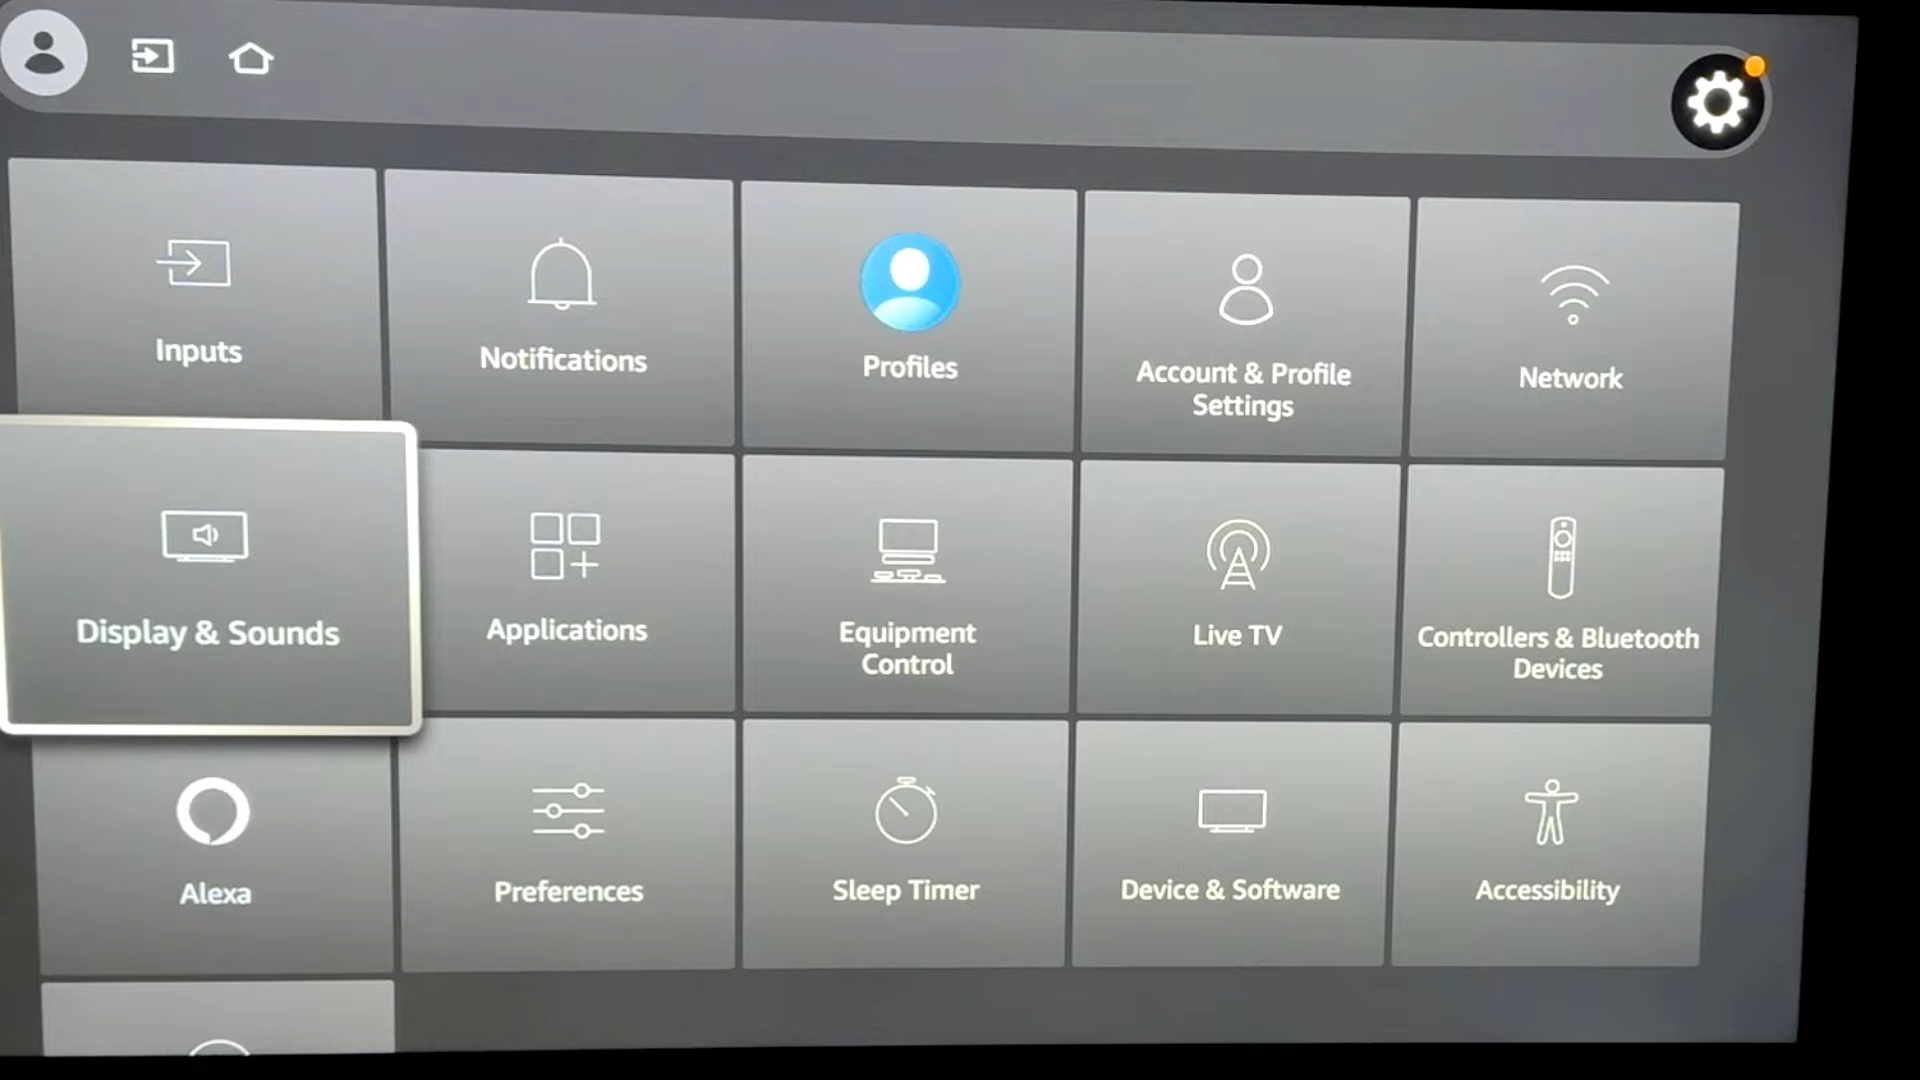 Inputs
Notifications
Profiles
Account & Profile
Settings
Network
Display & Sounds
Applications
Equipment
Control
Live TV
Controllers & Bluetooth
Devices
Alexa
Preferences
Sleep Timer
Device & Software
Accessibility